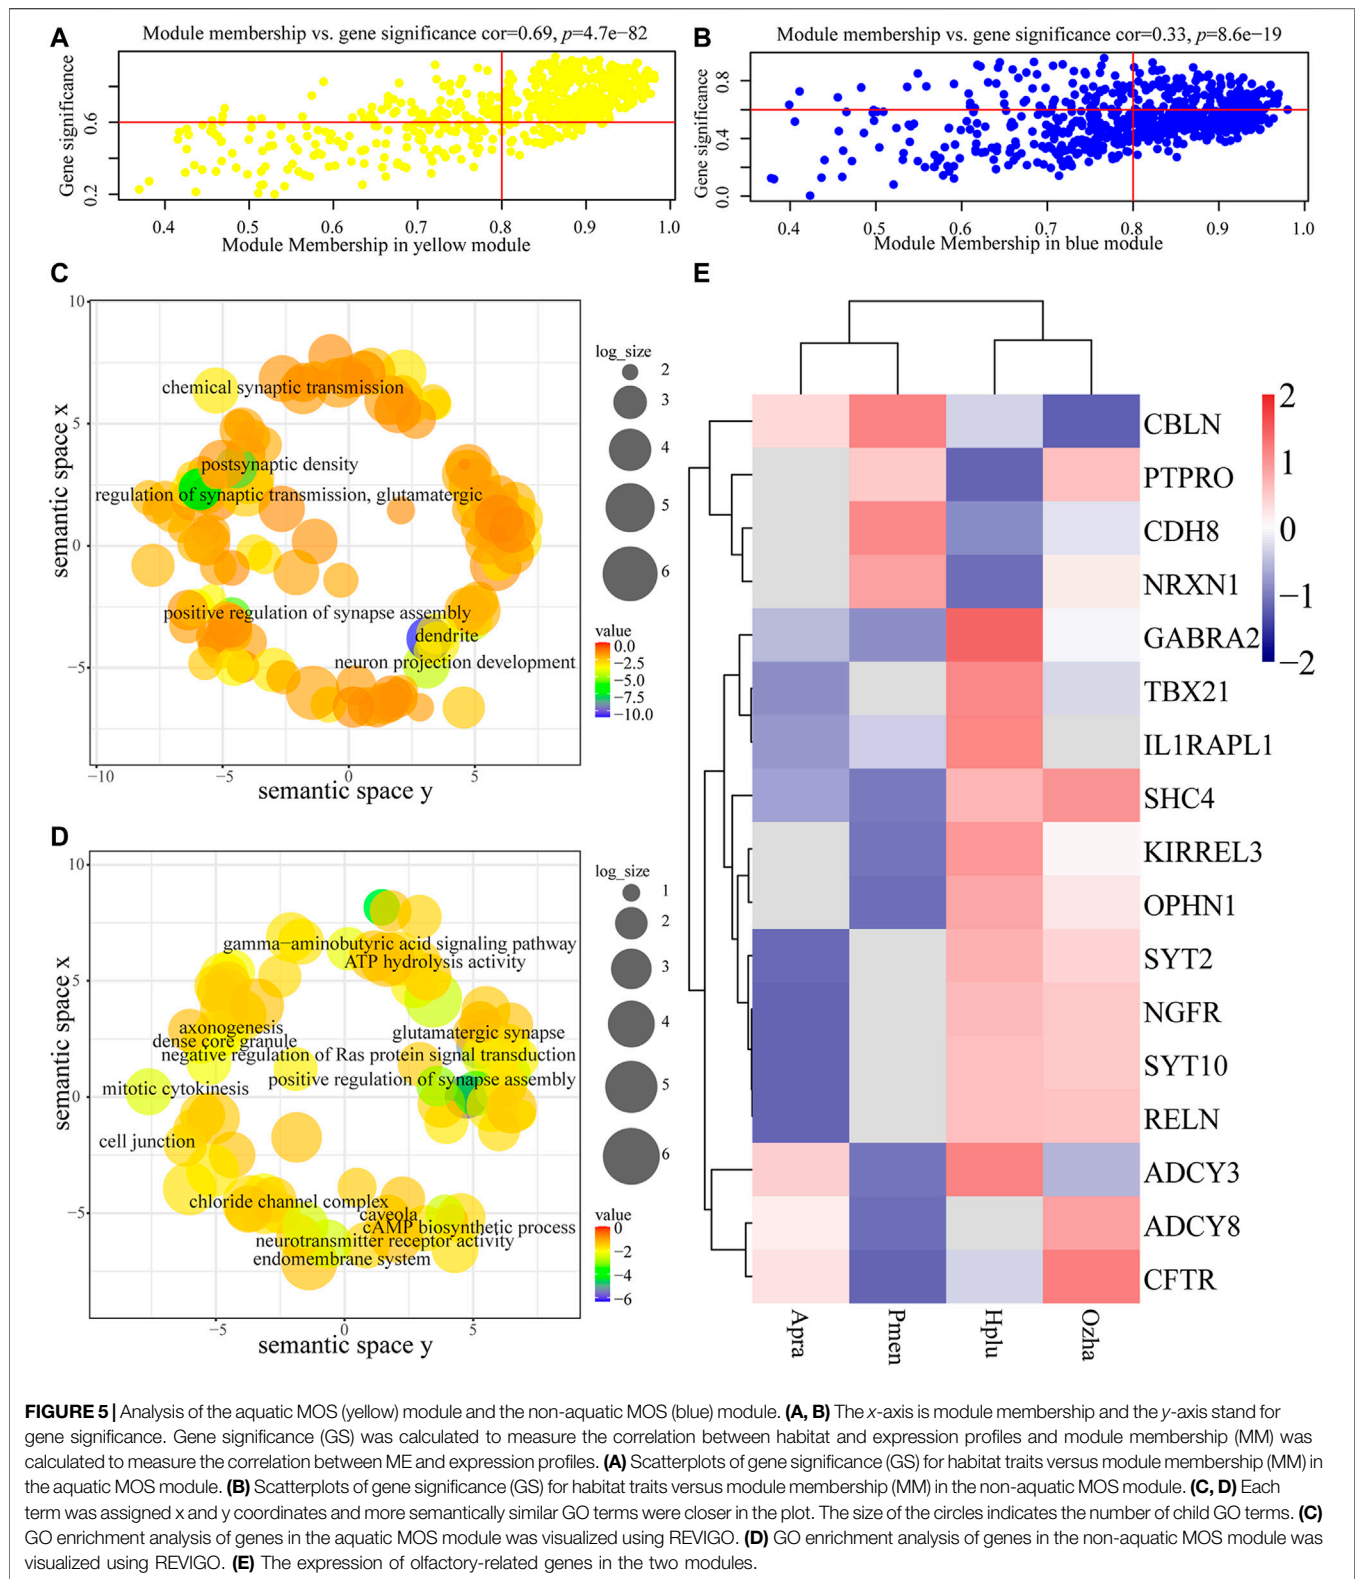 A
Module membership vs. gene significance cor=0.69, p=4.7e−82
Gene significance
0.2
0.6
0.4
0.5
0.6
0.7
0.8
0.9
1.0
Module Membership in yellow module
B
Module membership vs. gene significance cor=0.33, p=8.6e−19
Gene significance
0.0
0.4
0.8
0.4
0.5
0.6
0.7
0.8
0.9
1.0
Module Membership in blue module
C
semantic space x
10
5
0
−5
chemical synaptic transmission
postsynaptic density
regulation of synaptic transmission, glutamatergic
positive regulation of synapse assembly
dendrite
neuron projection development
−10
−5
0
5
semantic space y
log_size
2
3
4
5
6
value
0.0
−2.5
−5.0
−7.5
−10.0
D
semantic space x
10
5
0
−5
gamma−aminobutyric acid signaling pathway
ATP hydrolysis activity
axonogenesis
glutamatergic synapse
dense core granule
negative regulation of Ras protein signal transduction
positive regulation of synapse assembly
mitotic cytokinesis
cell junction
chloride channel complex
caveola
cAMP biosynthetic process
neurotransmitter receptor activity
endomembrane system
−5
0
5
semantic space y
log_size
1
2
3
4
5
6
value
0
−2
−4
−6
E
CBLN
PTPRO
CDH8
NRXN1
GABRA2
TBX21
IL1RAPL1
SHC4
KIRREL3
OPHN1
SYT2
NGFR
SYT10
RELN
ADCY3
ADCY8
CFTR
2
1
0
−1
−2
Apra
Pmen
Hplu
Ozha
FIGURE 5 | Analysis of the aquatic MOS (yellow) module and the non-aquatic MOS (blue) module. (A, B) The x-axis is module membership and the y-axis stand for
gene significance. Gene significance (GS) was calculated to measure the correlation between habitat and expression profiles and module membership (MM) was
calculated to measure the correlation between ME and expression profiles. (A) Scatterplots of gene significance (GS) for habitat traits versus module membership (MM) in
the aquatic MOS module. (B) Scatterplots of gene significance (GS) for habitat traits versus module membership (MM) in the non-aquatic MOS module. (C, D) Each
term was assigned x and y coordinates and more semantically similar GO terms were closer in the plot. The size of the circles indicates the number of child GO terms. (C)
GO enrichment analysis of genes in the aquatic MOS module was visualized using REVIGO. (D) GO enrichment analysis of genes in the non-aquatic MOS module was
visualized using REVIGO. (E) The expression of olfactory-related genes in the two modules.